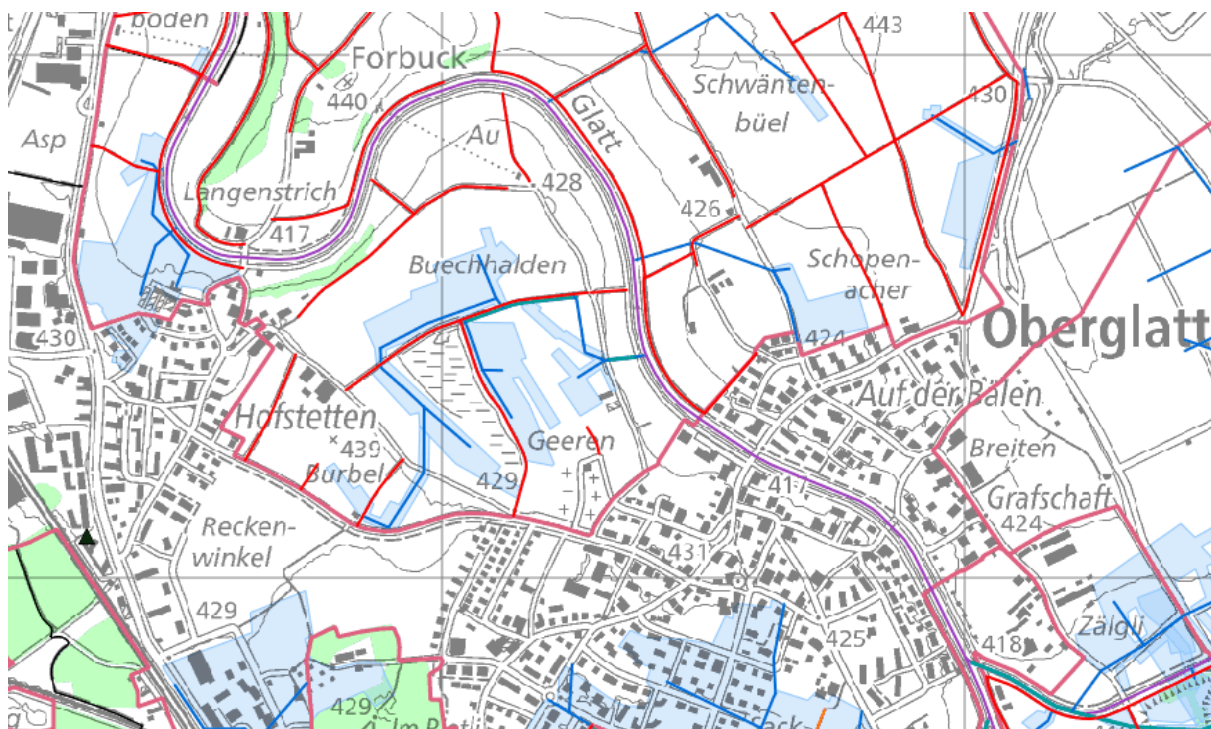 boden
Forbuck
443
440
Schwänten-
büel
430
Asp
Au
Glatt
Langenstrich
428
426
417
Buechhalden
Schopen-
acher
430
424
Oberglatt
Auf der Bälen
Hofstetten
439
Geeren
Bürbel
Breiten
429
417
Grafschaft
424
Recken-
winkel
431
429
425
418
Zälgli
429